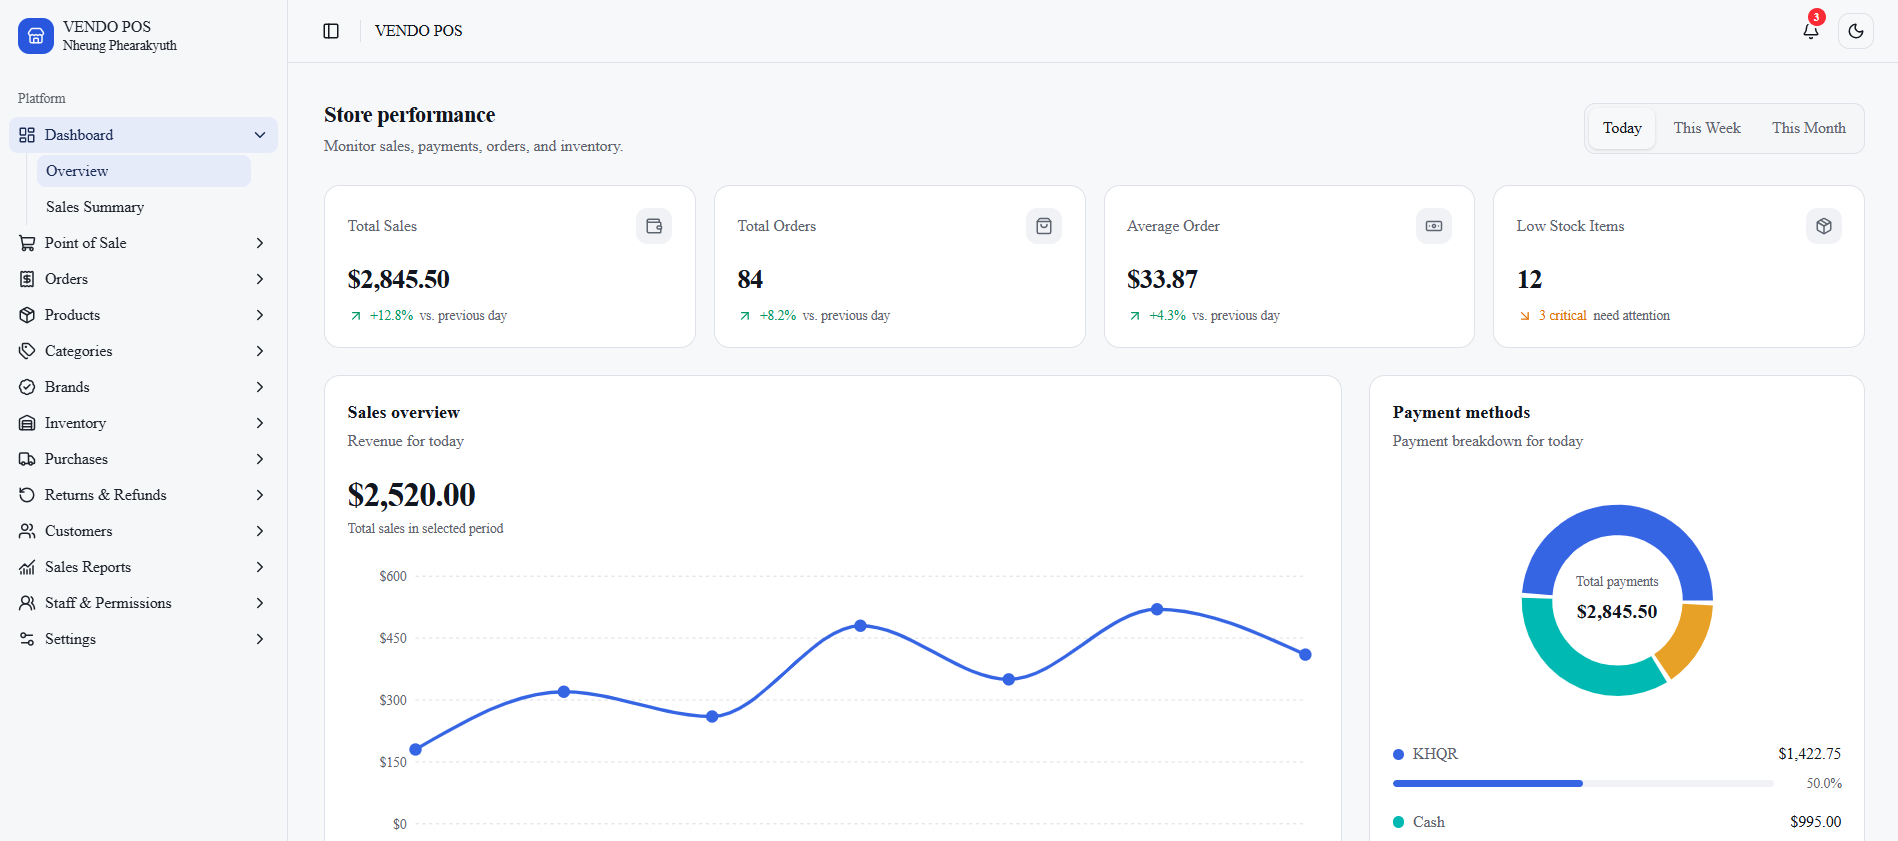 VENDO POS
Nheung Phearakyuth
Platform
Dashboard
Overview
Sales Summary
Point of Sale
Orders
Products
Categories
Brands
Inventory
Purchases
Returns & Refunds
Customers
Sales Reports
Staff & Permissions
Settings
VENDO POS
3
Store performance
Monitor sales, payments, orders, and inventory.
Today This Week This Month
Total Sales
$2,845.50
+12.8% vs. previous day
Total Orders
84
+8.2% vs. previous day
Average Order
$33.87
+4.3% vs. previous day
Low Stock Items
12
3 critical need attention
Sales overview
Revenue for today
$2,520.00
Total sales in selected period
$600
$450
$300
$150
$0
Payment methods
Payment breakdown for today
Total payments
$2,845.50
KHQR $1,422.75
50.0%
Cash $995.00